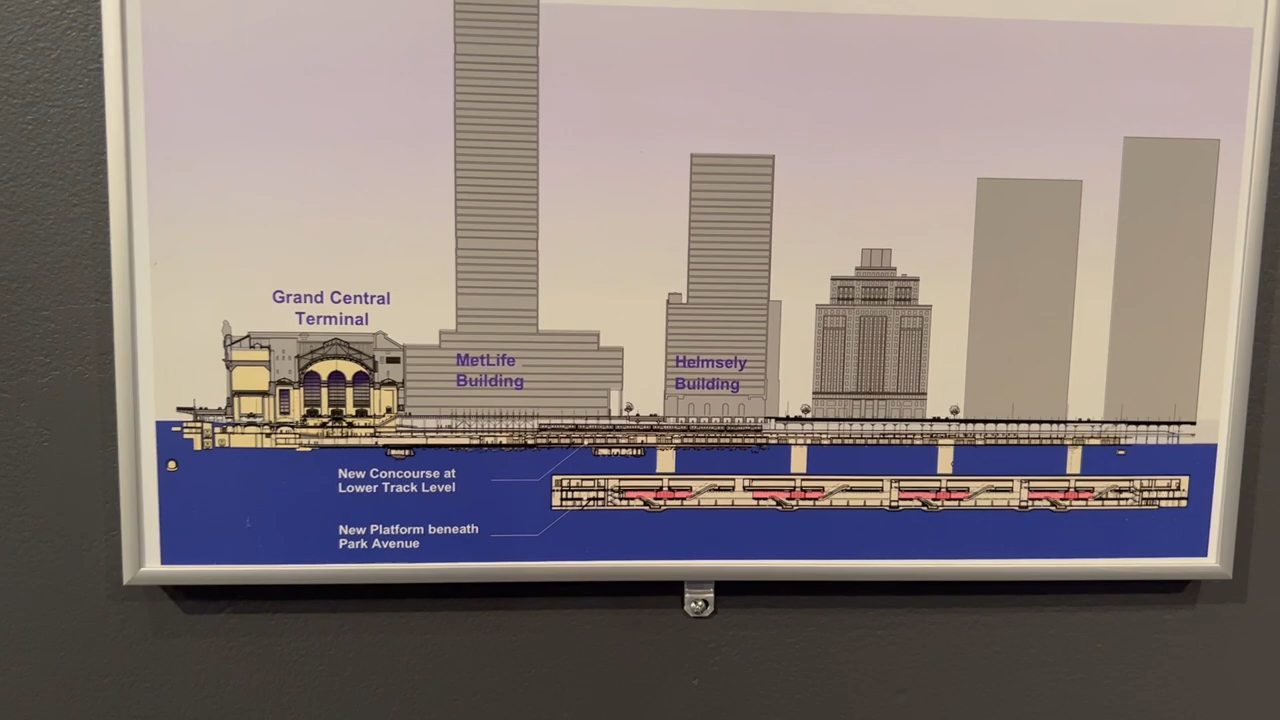 Grand Central
Terminal
MetLife
Building
Helmsely
Building
New Concourse at
Lower Track Level
New Platform beneath
Park Avenue